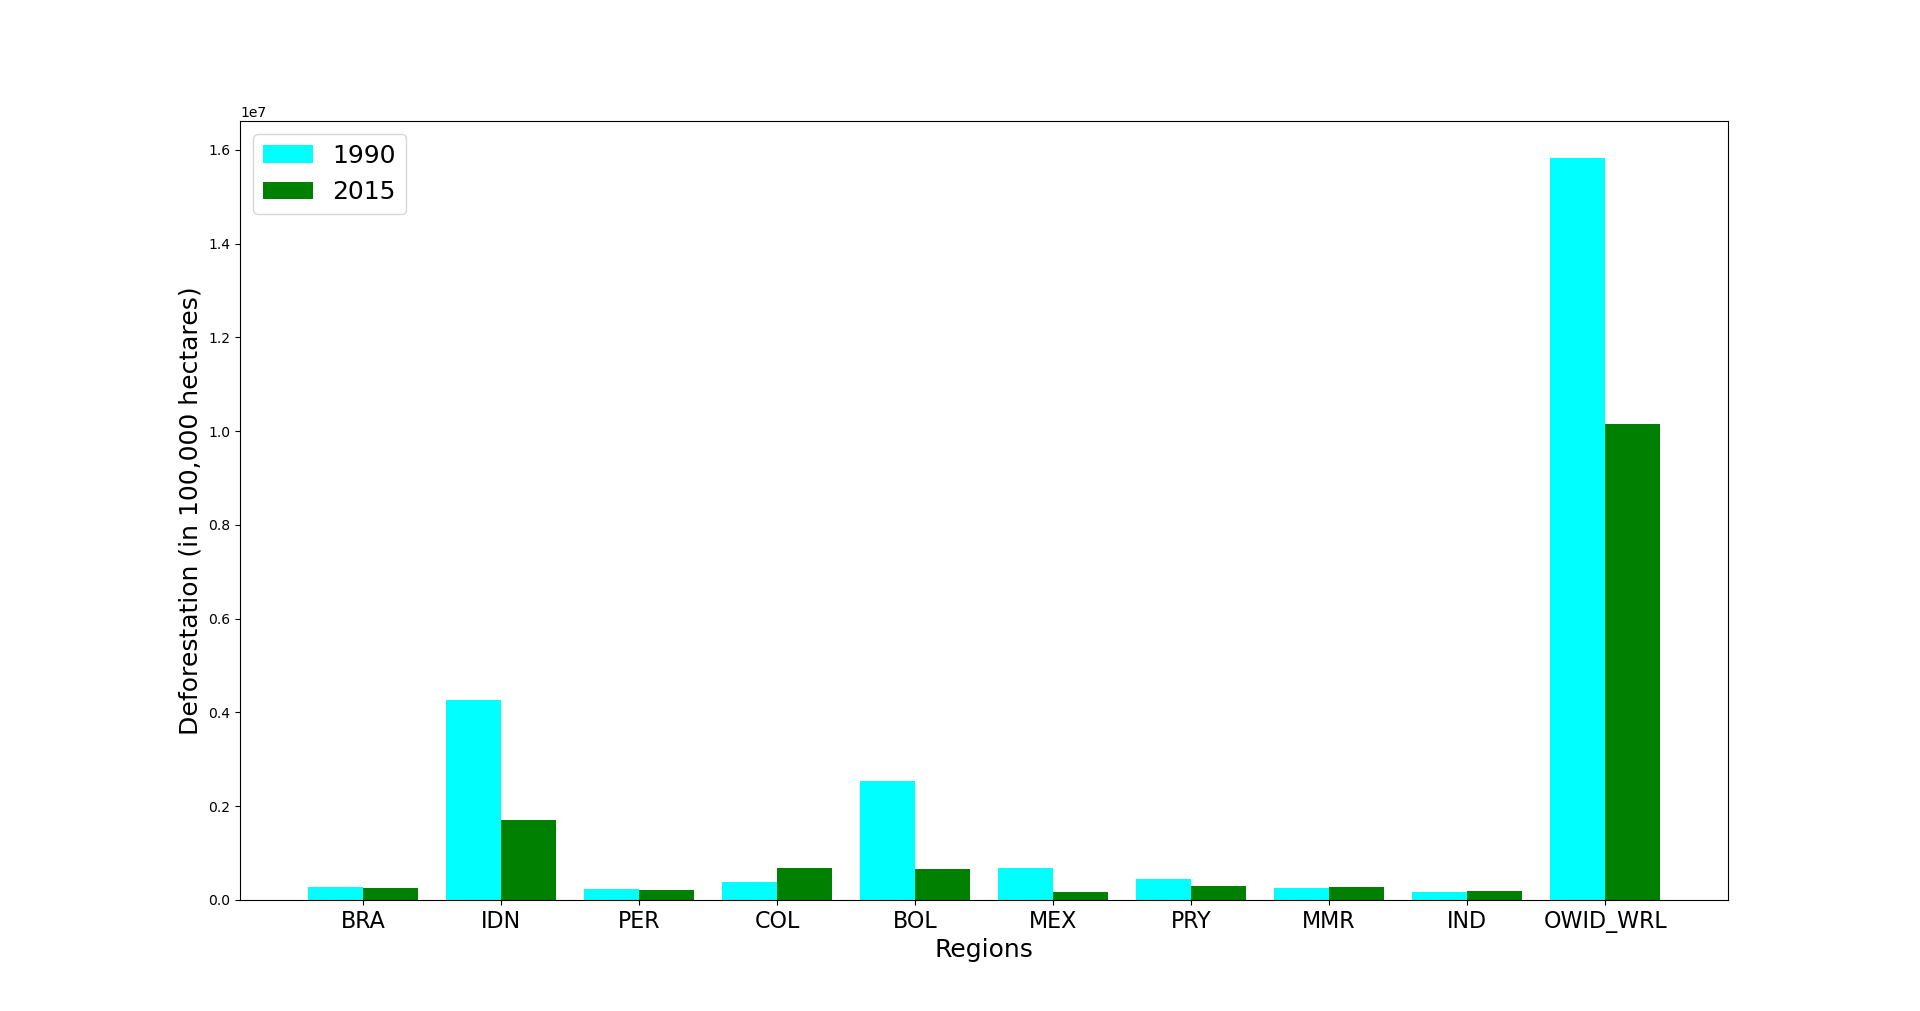 1e7
1990
2015
1.6
1.4
1.2
1.0
0.8
0.6
0.4
0.2
0.0
Deforestation (in 100,000 hectares)
BRA IDN PER COL BOL MEX PRY MMR IND OWID_WRL
Regions